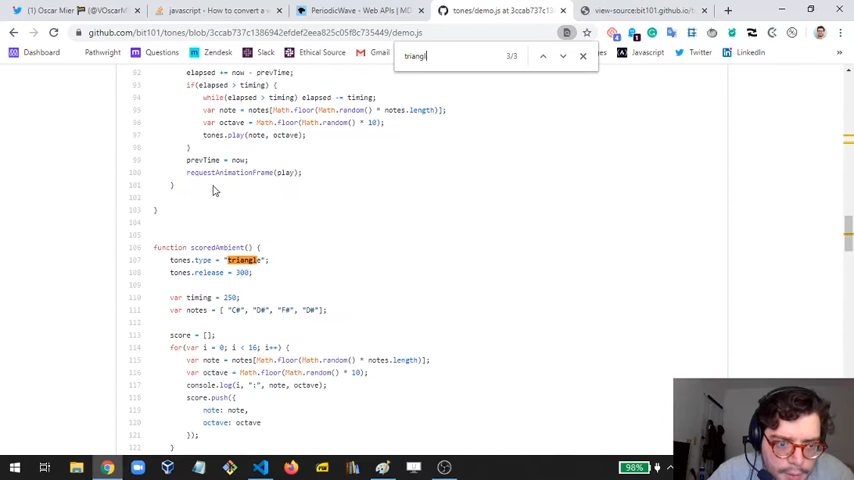 (1) Twitter
Oscar Mier
(@VOscarM
javascript - How to convert a v
PeriodicWave - Web APIs | MD
tones/demo.js at 3ccab737c13
view-source:bit101.github.io/t
github.com/bit101/tones/blob/3ccab737c1386942efdef2eea825c05f8c735439/demo.js
Dashboard
Pathwright
Questions
Zendesk
Slack
Ethical Source
Gmail
Javascript
Twitter
LinkedIn
triangl
3/3
92 elapsed += now - prevTime;
93 if(elapsed > timing) {
94 while(elapsed > timing) elapsed -= timing;
95 var note = notes[Math.floor(Math.random() * notes.length)];
96 var octave = Math.floor(Math.random() * 10);
97 tones.play(note, octave);
98 }
99 prevTime = now;
100 requestAnimationFrame(play);
101 }
102
103 }
104
105
106 function scoredAmbient() {
107 tones.type = "triangle";
108 tones.release = 300;
109
110 var timing = 250;
111 var notes = [ "C#", "D#", "F#", "D#"];
112
113 score = [];
114 for(var i = 0; i < 16; i++) {
115 var note = notes[Math.floor(Math.random() * notes.length)];
116 var octave = Math.floor(Math.random() * 10);
117 console.log(i, ":", note, octave);
118 score.push({
119 note: note,
120 octave: octave
121 });
122 }
98%